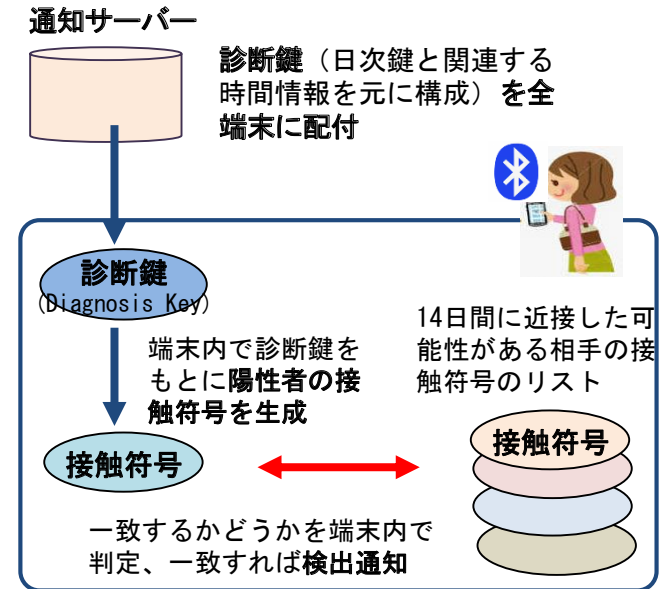 通知サーバー
診断鍵（日次鍵と関連する
時間情報を元に構成）を全
端末に配付
診断鍵
(Diagnosis Key)
端末内で診断鍵を
もとに陽性者の接
触符号を生成
14日間に近接した可
能性がある相手の接
触符号のリスト
接触符号
接触符号
一致するかどうかを端末内で
判定、一致すれば検出通知